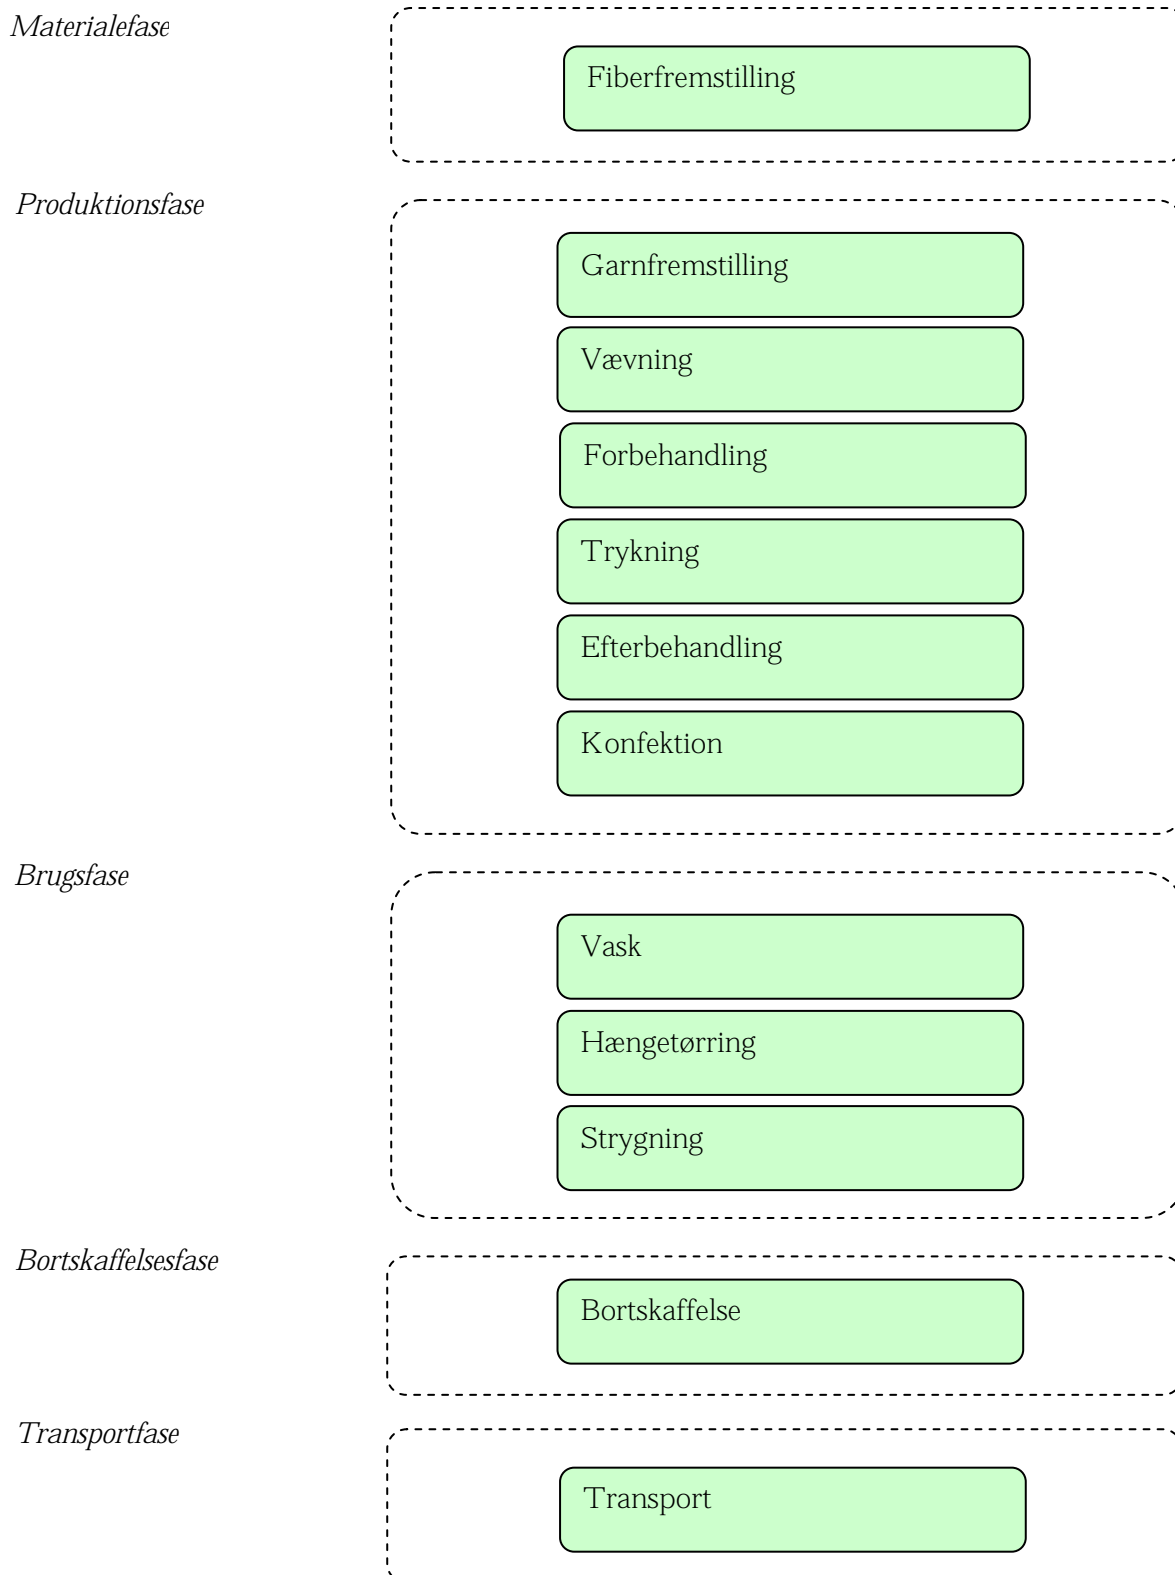 Materialefase
Fiberfremstilling
Produktionsfase
Garnfremstilling
Vævning
Forbehandling
Trykning
Efterbehandling
Konfektion
Brugsfase
Vask
Hængetørring
Strygning
Bortskaffelsesfase
Bortskaffelse
Transportfase
Transport